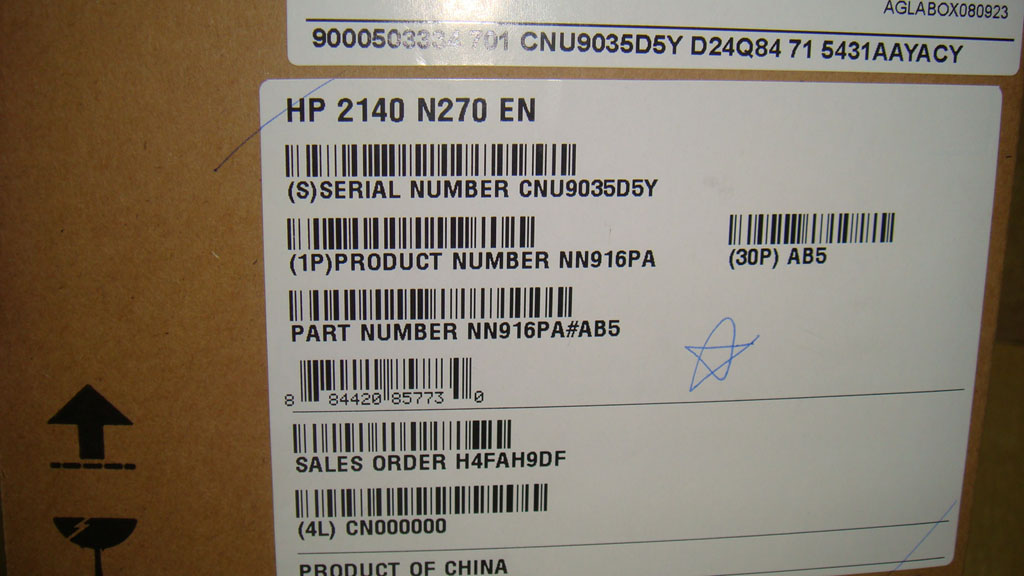 AGLABOX080923
701 CNU9035D5Y D24Q84 71 5431AAYACY
HP 2140 N270 EN
(S)SERIAL NUMBER CNU9035D5Y
(1P)PRODUCT NUMBER NN916PA
(30P) AB5
PART NUMBER NN916PA#AB5
8 84420 85773 0
SALES ORDER H4FAH9DF
(4L) CN000000
PRODUCT OF CHINA